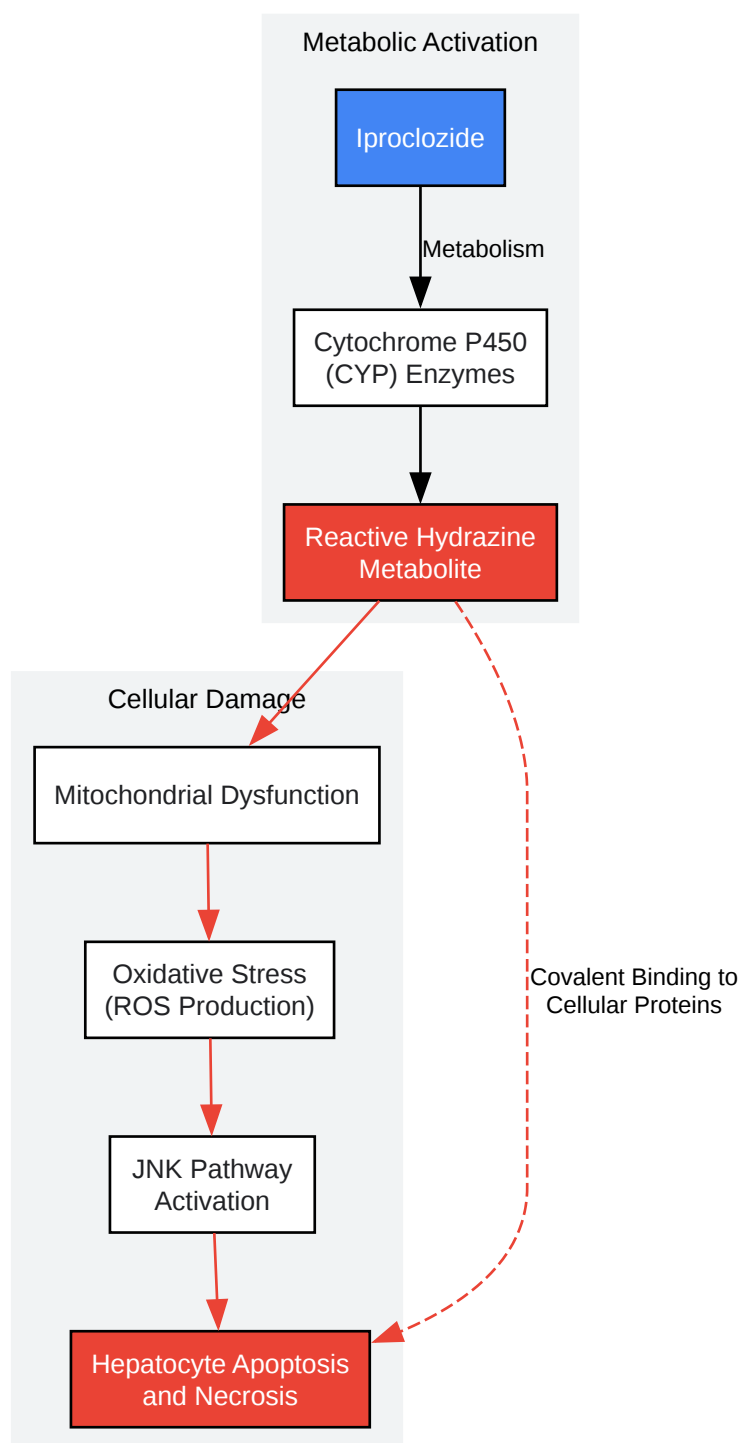 Metabolic Activation
Iproclozide
Metabolism
Cytochrome P450
(CYP) Enzymes
Reactive Hydrazine
Metabolite
Cellular Damage
Mitochondrial Dysfunction
Oxidative Stress
(ROS Production)
Covalent Binding to
Cellular Proteins
JNK Pathway
Activation
Hepatocyte Apoptosis
and Necrosis